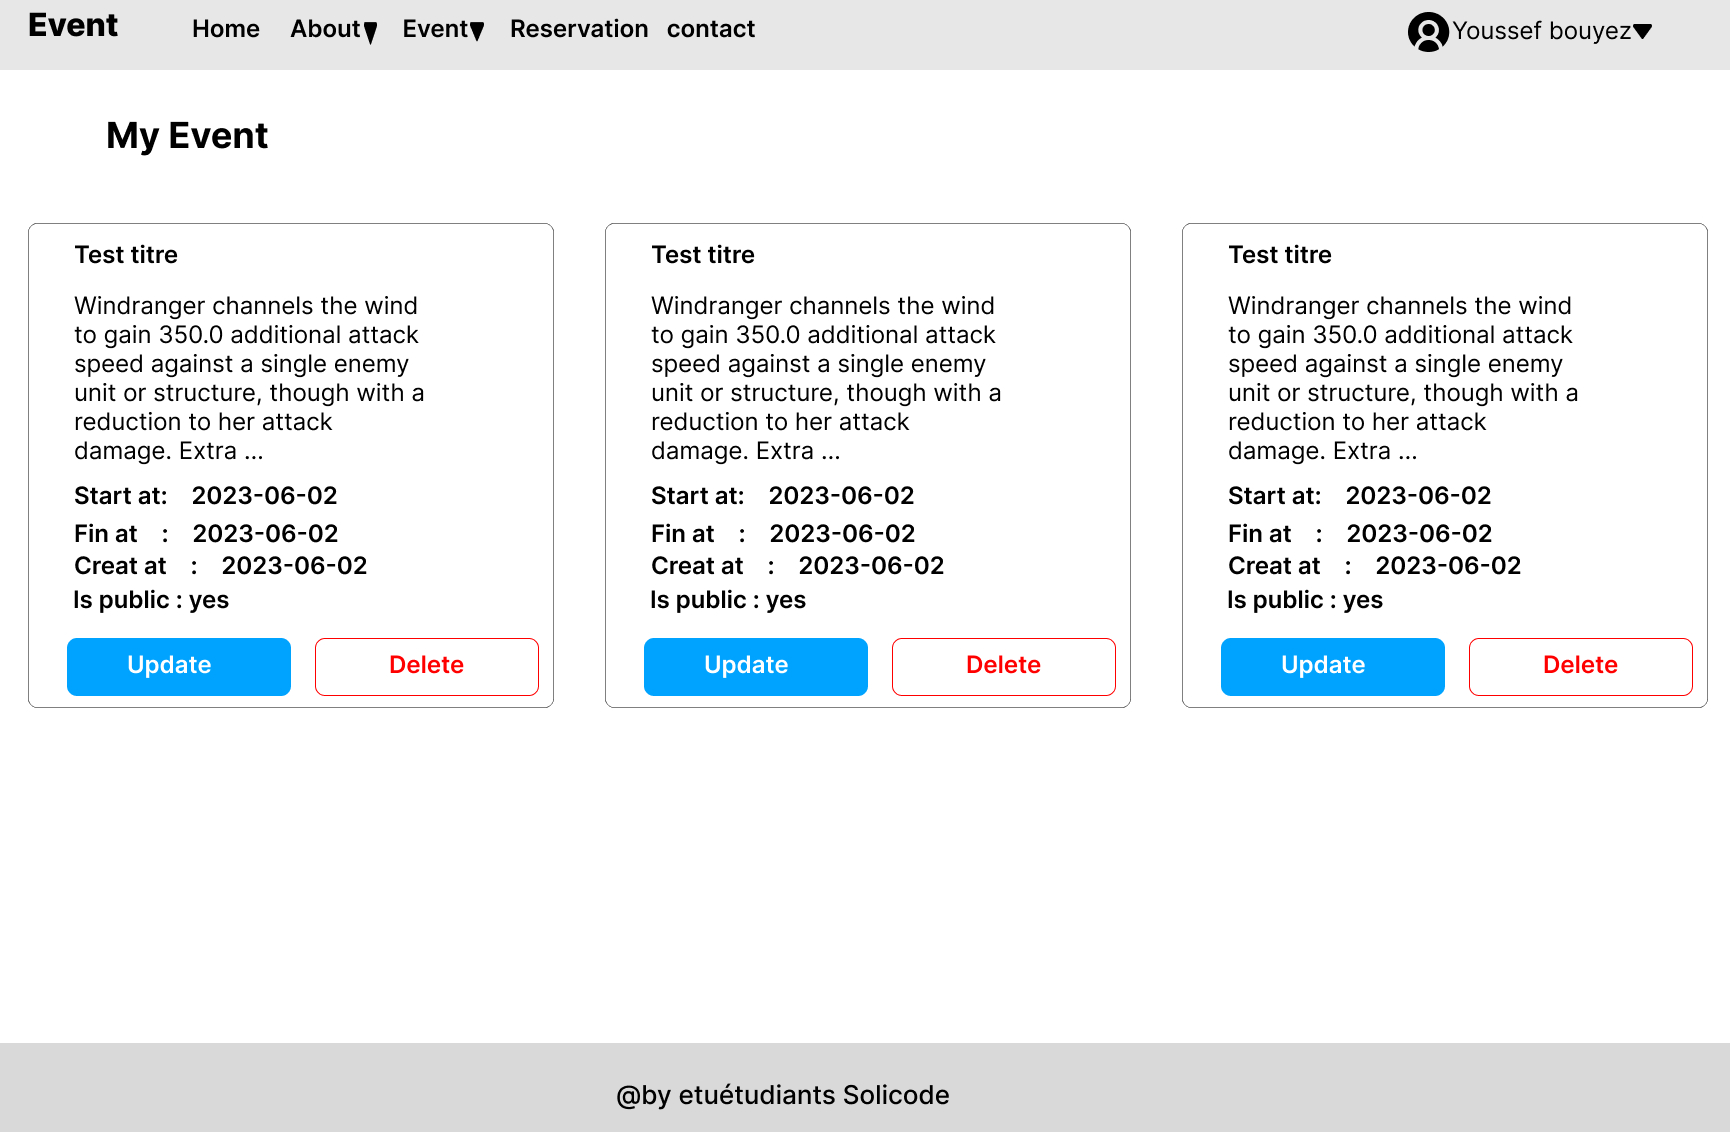 Event Home About Event Reservation contact Youssef bouyez
My Event
Test titre
Windranger channels the wind
to gain 350.0 additional attack
speed against a single enemy
unit or structure, though with a
reduction to her attack
damage. Extra ...
Start at: 2023-06-02
Fin at : 2023-06-02
Creat at : 2023-06-02
Is public : yes
Update Delete
Test titre
Windranger channels the wind
to gain 350.0 additional attack
speed against a single enemy
unit or structure, though with a
reduction to her attack
damage. Extra ...
Start at: 2023-06-02
Fin at : 2023-06-02
Creat at : 2023-06-02
Is public : yes
Update Delete
Test titre
Windranger channels the wind
to gain 350.0 additional attack
speed against a single enemy
unit or structure, though with a
reduction to her attack
damage. Extra ...
Start at: 2023-06-02
Fin at : 2023-06-02
Creat at : 2023-06-02
Is public : yes
Update Delete
@by etuétudiants Solicode